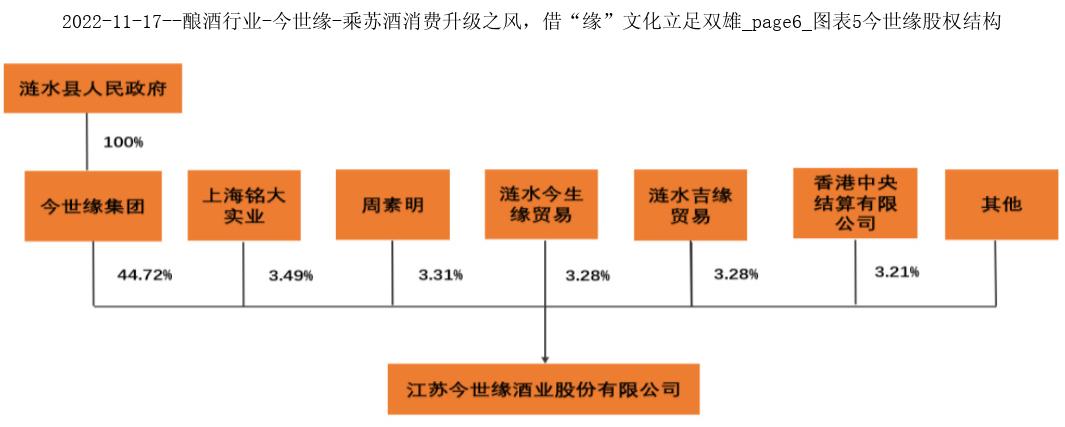 2022-11-17--酿酒行业-今世缘-乘苏酒消费升级之风，借“缘”文化立足双雄_page6_图表5今世缘股权结构
涟水县人民政府
100%
今世缘集团
上海铭大
实业
周素明
涟水今生
缘贸易
涟水吉缘
贸易
香港中央
结算有限
公司
其他
44.72%
3.49%
3.31%
3.28%
3.28%
3.21%
江苏今世缘酒业股份有限公司